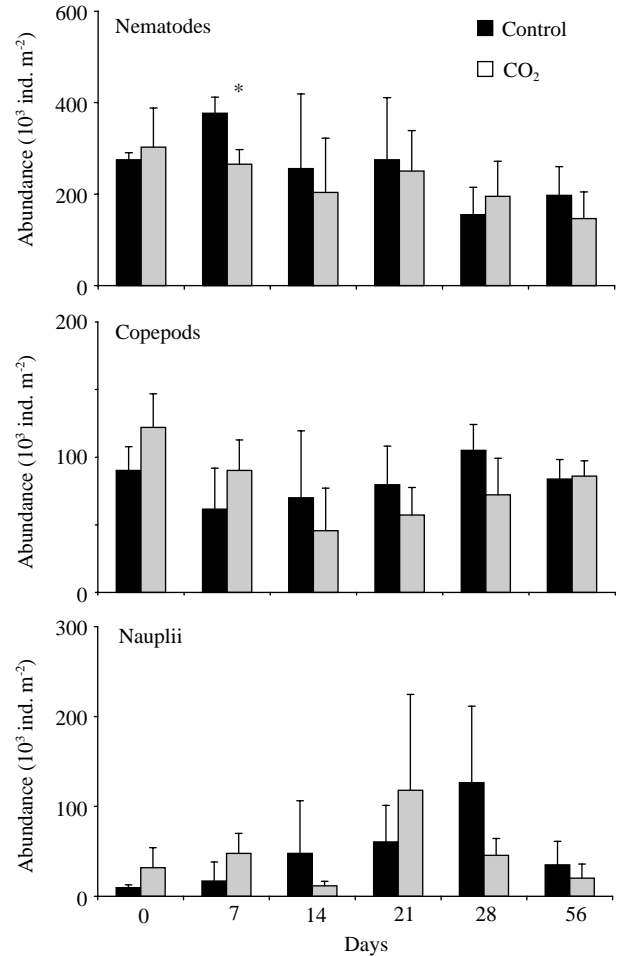 600
Nematodes
Control
CO₂
*
400
200
0
Abundance (10³ ind. m⁻²)
200
Copepods
100
0
Abundance (10³ ind. m⁻²)
300
Nauplii
200
100
0
Abundance (10³ ind. m⁻²)
0 7 14 21 28 56
Days